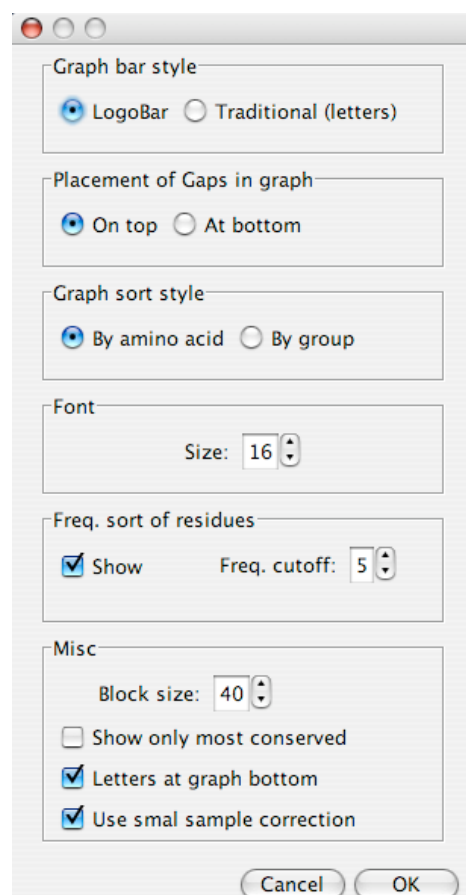 Graph bar style
LogoBar Traditional (letters)
Placement of Gaps in graph
On top At bottom
Graph sort style
By amino acid By group
Font
Size: 16
Freq. sort of residues
Show Freq. cutoff: 5
Misc
Block size: 40
Show only most conserved
Letters at graph bottom
Use smal sample correction
Cancel OK